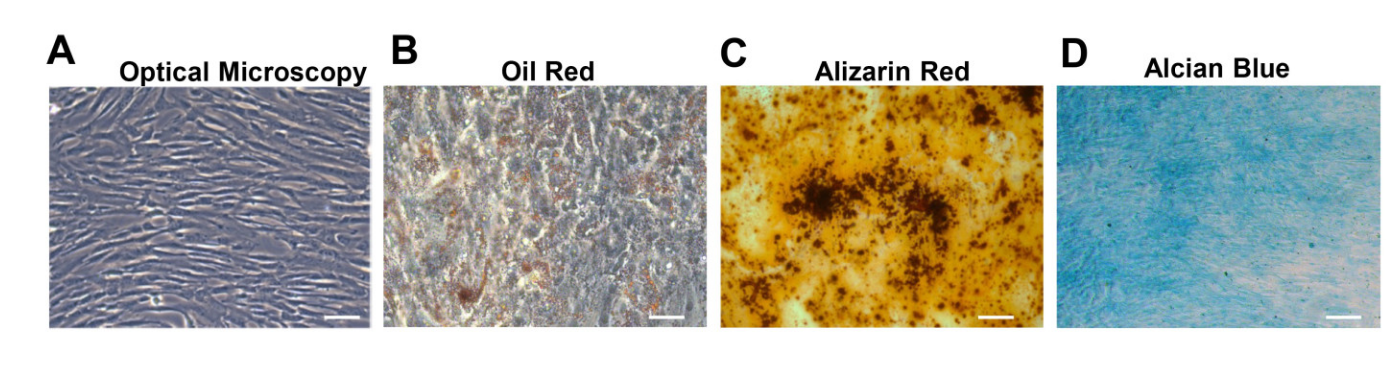 A
Optical Microscopy
B
Oil Red
C
Alizarin Red
D
Alcian Blue